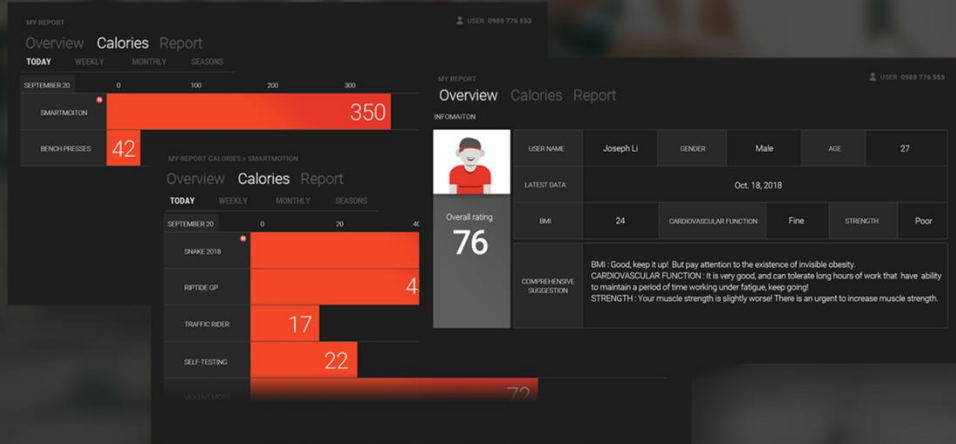 MY REPORT
USER 0988 776 553
Overview Calories Report
TODAY WEEKLY MONTHLY SEASONS
SEPTEMBER 20 0 100 200 300
SMARTMOITON 350
BENCH PRESSES 42
MY REPORT CALORIES > SMARTMOTION
Overview Calories Report
TODAY WEEKLY MONTHLY SEASONS
SEPTEMBER 20 0 20
SNAKE 2018
RIPTIDE GP 4
TRAFFIC RIDER 17
SELF-TESTING 22
72
MY REPORT
USER 0988 776 553
Overview Calories Report
INFOMAITON
USER NAME Joseph Li GENDER Male AGE 27
LATEST DATA Oct. 18, 2018
Overall rating
76
BMI 24 CARDIOVASCULAR FUNCTION Fine STRENGTH Poor
COMPREHENSIVE
SUGGESTION
BMI : Good, keep it up! But pay attention to the existence of invisible obesity.
CARDIOVASCULAR FUNCTION : It is very good, and can tolerate long hours of work that have ability
to maintain a period of time working under fatigue, keep going!
STRENGTH : Your muscle strength is slightly worse! There is an urgent to increase muscle strength.